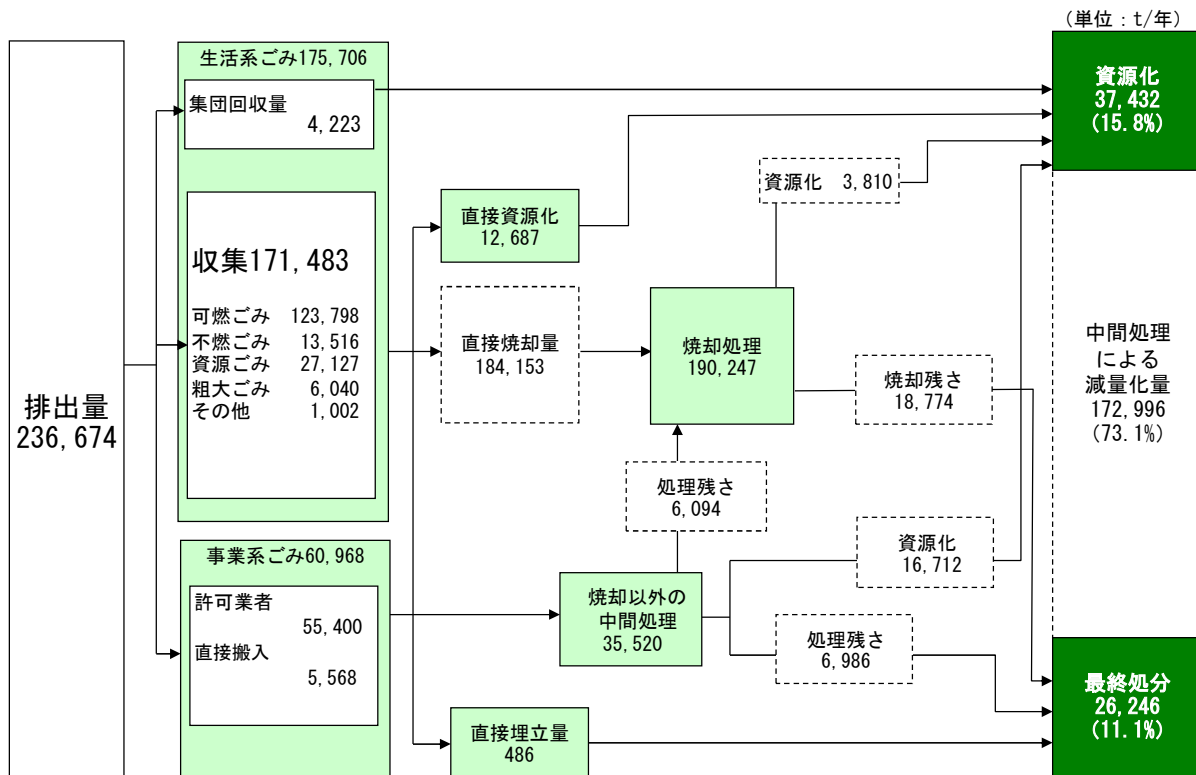 (単位：t/年)
排出量
236,674
生活系ごみ175,706
集団回収量
4,223
収集171,483
可燃ごみ 123,798
不燃ごみ 13,516
資源ごみ 27,127
粗大ごみ 6,040
その他 1,002
事業系ごみ60,968
許可業者
55,400
直接搬入
5,568
直接資源化
12,687
直接焼却量
184,153
焼却以外の
中間処理
35,520
直接埋立量
486
焼却処理
190,247
処理残さ
6,094
資源化 3,810
焼却残さ
18,774
資源化
16,712
処理残さ
6,986
資源化
37,432
(15.8%)
中間処理
による
減量化量
172,996
(73.1%)
最終処分
26,246
(11.1%)